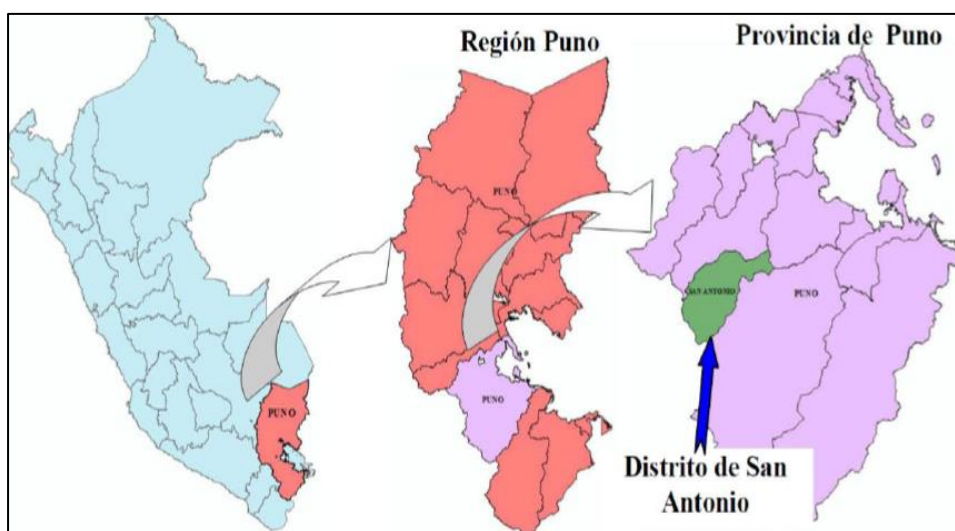 Región Puno
Provincia de Puno
PUNO
PUNO
PUNO
SAN ANTONIO
PUNO
Distrito de San
Antonio